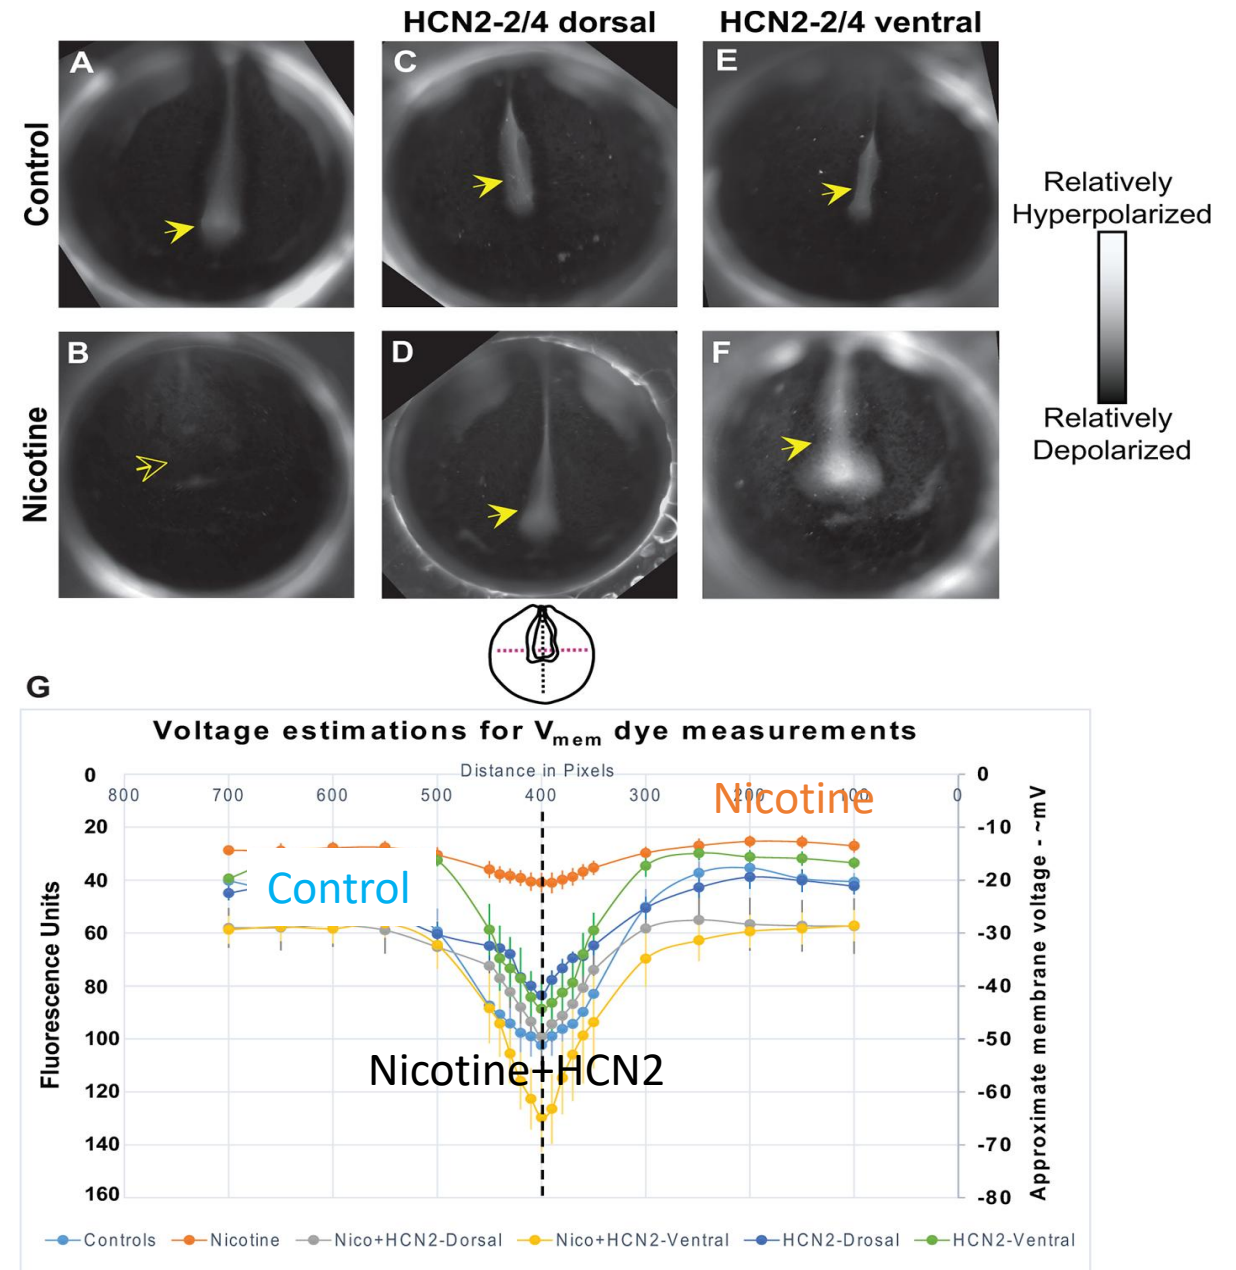 HCN2-2/4 dorsal
HCN2-2/4 ventral
Control
A
C
E
Relatively
Hyperpolarized
Relatively
Depolarized
Nicotine
B
D
F
G
Voltage estimations for Vmem dye measurements
Distance in Pixels
800 700 600 500 400 300 200 100 0
Nicotine
Control
Nicotine+HCN2
Fluorescence Units
0
20
40
60
80
100
120
140
160
Approximate membrane voltage - ~mV
0
-10
-20
-30
-40
-50
-60
-70
-80
Controls Nicotine Nico+HCN2-Dorsal Nico+HCN2-Ventral HCN2-Drosal HCN2-Ventral